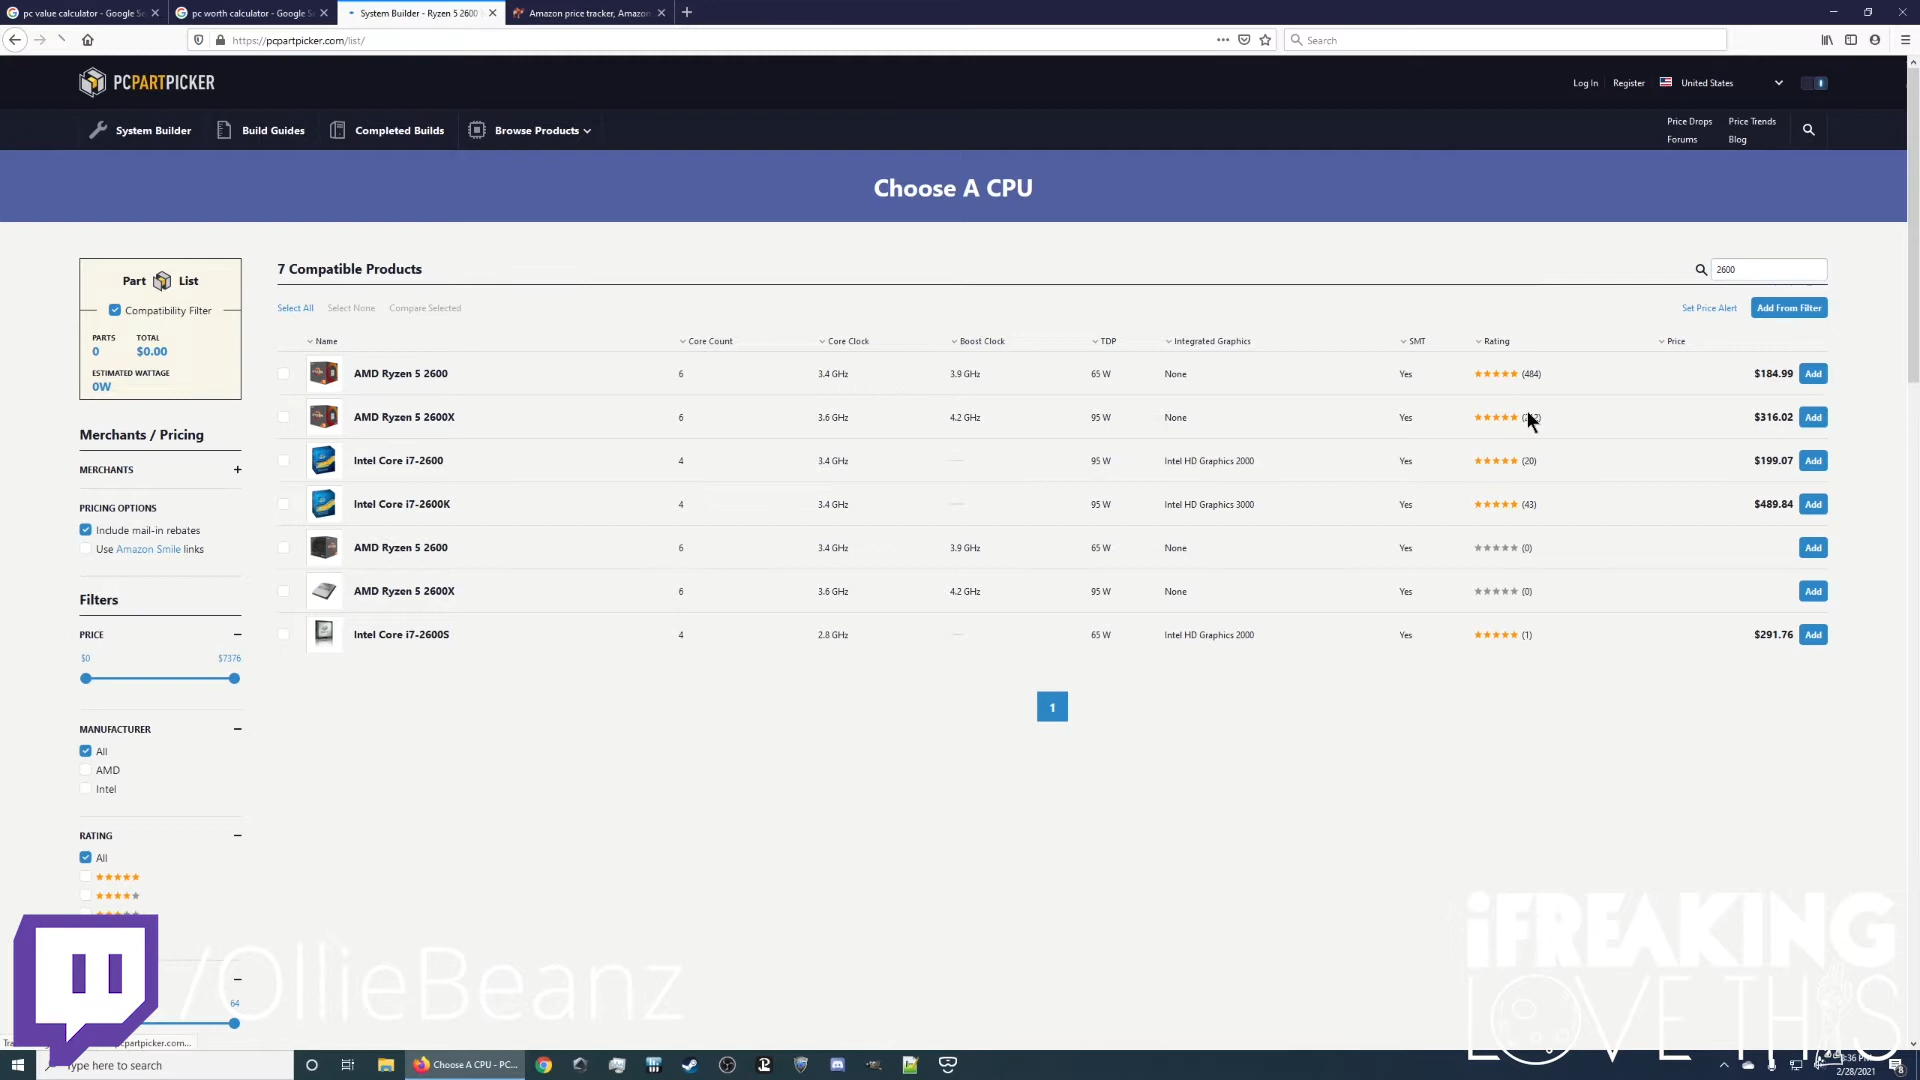 pc value calculator - Google Se
pc worth calculator - Google S
System Builder - Ryzen 5 2600
Amazon price tracker, Amazon
https://pcpartpicker.com/list/
Search
PCPARTPICKER
Log In Register United States
System Builder Build Guides Completed Builds Browse Products
Price Drops Price Trends
Forums Blog
Choose A CPU
Part List
Compatibility Filter
PARTS TOTAL
0 $0.00
ESTIMATED WATTAGE
0W
Merchants / Pricing
MERCHANTS
PRICING OPTIONS
Include mail-in rebates
Use Amazon Smile links
Filters
PRICE
$0 $7376
MANUFACTURER
All
AMD
Intel
RATING
All
64
7 Compatible Products
2600
Select All Select None Compare Selected
Set Price Alert Add From Filter
Name Core Count Core Clock Boost Clock TDP Integrated Graphics SMT Rating Price
AMD Ryzen 5 2600 6 3.4 GHz 3.9 GHz 65 W None Yes (484) $184.99 Add
AMD Ryzen 5 2600X 6 3.6 GHz 4.2 GHz 95 W None Yes $316.02 Add
Intel Core i7-2600 4 3.4 GHz 95 W Intel HD Graphics 2000 Yes (20) $199.07 Add
Intel Core i7-2600K 4 3.4 GHz 95 W Intel HD Graphics 3000 Yes (43) $489.84 Add
AMD Ryzen 5 2600 6 3.4 GHz 3.9 GHz 65 W None Yes (0) Add
AMD Ryzen 5 2600X 6 3.6 GHz 4.2 GHz 95 W None Yes (0) Add
Intel Core i7-2600S 4 2.8 GHz 65 W Intel HD Graphics 2000 Yes (1) $291.76 Add
1
/OllieBeanz
iFREAKING
LOVE THIS
pcpartpicker.com...
Type here to search
Choose A CPU - PC...
:36 PM
2/28/2021
8